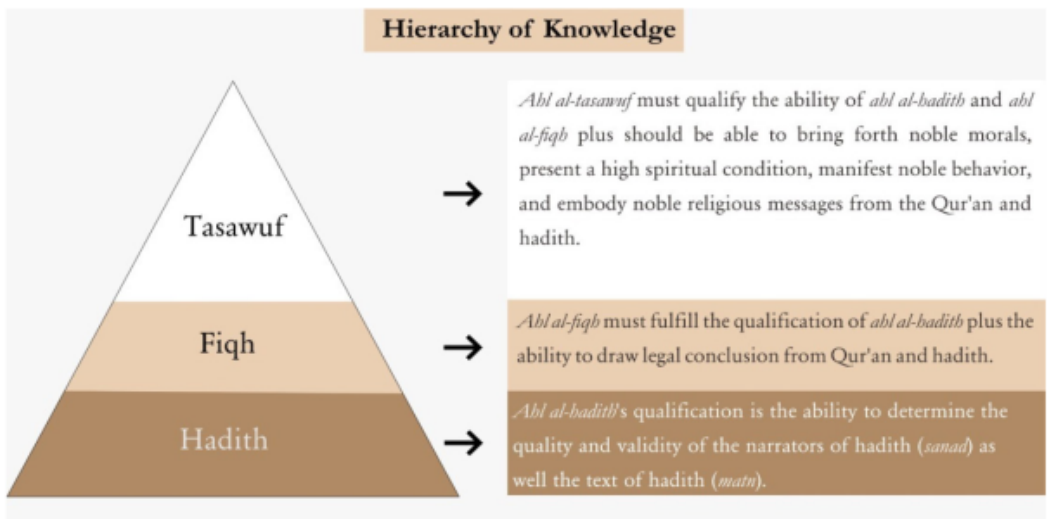 Hierarchy of Knowledge
Tasawuf
Ahl al-tasawuf must qualify the ability of ahl al-hadith and ahl
al-fiqh plus should be able to bring forth noble morals,
present a high spiritual condition, manifest noble behavior,
and embody noble religious messages from the Qur'an and
hadith.
Fiqh
Ahl al-fiqh must fulfill the qualification of ahl al-hadith plus the
ability to draw legal conclusion from Qur'an and hadith.
Hadith
Ahl al-hadith's qualification is the ability to determine the
quality and validity of the narrators of hadith (sanad) as
well the text of hadith (matn).